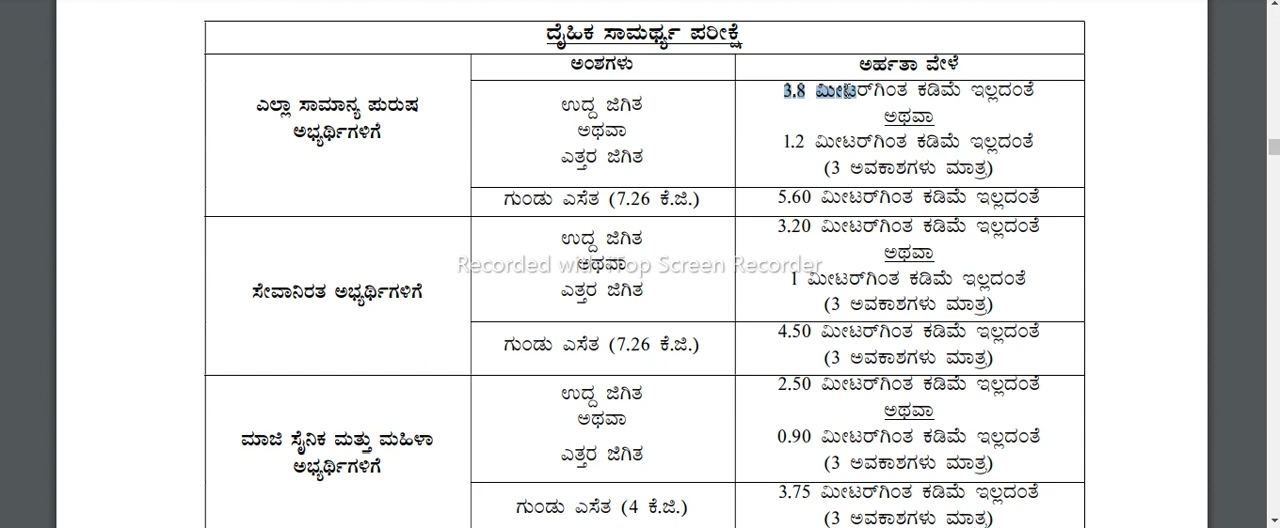 ದೈಹಿಕ ಸಾಮರ್ಥ್ಯ ಪರೀಕ್ಷೆ
ಅಂಶಗಳು ಅರ್ಹತಾ ವೇಳೆ
ಎಲ್ಲಾ ಸಾಮಾನ್ಯ ಪುರುಷ
ಅಭ್ಯರ್ಥಿಗಳಿಗೆ
ಉದ್ದ ಜಿಗಿತ
ಅಥವಾ
ಎತ್ತರ ಜಿಗಿತ
3.8 ಮೀಟರ್‌ಗಿಂತ ಕಡಿಮೆ ಇಲ್ಲದಂತೆ
ಅಥವಾ
1.2 ಮೀಟರ್‌ಗಿಂತ ಕಡಿಮೆ ಇಲ್ಲದಂತೆ
(3 ಅವಕಾಶಗಳು ಮಾತ್ರ)
ಗುಂಡು ಎಸೆತ (7.26 ಕೆ.ಜಿ.) 5.60 ಮೀಟರ್‌ಗಿಂತ ಕಡಿಮೆ ಇಲ್ಲದಂತೆ
ಸೇವಾನಿರತ ಅಭ್ಯರ್ಥಿಗಳಿಗೆ
ಉದ್ದ ಜಿಗಿತ
ಅಥವಾ
ಎತ್ತರ ಜಿಗಿತ
3.20 ಮೀಟರ್‌ಗಿಂತ ಕಡಿಮೆ ಇಲ್ಲದಂತೆ
ಅಥವಾ
1 ಮೀಟರ್‌ಗಿಂತ ಕಡಿಮೆ ಇಲ್ಲದಂತೆ
(3 ಅವಕಾಶಗಳು ಮಾತ್ರ)
Recorded with iTop Screen Recorder
ಗುಂಡು ಎಸೆತ (7.26 ಕೆ.ಜಿ.)
4.50 ಮೀಟರ್‌ಗಿಂತ ಕಡಿಮೆ ಇಲ್ಲದಂತೆ
(3 ಅವಕಾಶಗಳು ಮಾತ್ರ)
ಮಾಜಿ ಸೈನಿಕ ಮತ್ತು ಮಹಿಳಾ
ಅಭ್ಯರ್ಥಿಗಳಿಗೆ
ಉದ್ದ ಜಿಗಿತ
ಅಥವಾ
ಎತ್ತರ ಜಿಗಿತ
2.50 ಮೀಟರ್‌ಗಿಂತ ಕಡಿಮೆ ಇಲ್ಲದಂತೆ
ಅಥವಾ
0.90 ಮೀಟರ್‌ಗಿಂತ ಕಡಿಮೆ ಇಲ್ಲದಂತೆ
(3 ಅವಕಾಶಗಳು ಮಾತ್ರ)
ಗುಂಡು ಎಸೆತ (4 ಕೆ.ಜಿ.)
3.75 ಮೀಟರ್‌ಗಿಂತ ಕಡಿಮೆ ಇಲ್ಲದಂತೆ
(3 ಅವಕಾಶಗಳು ಮಾತ್ರ)